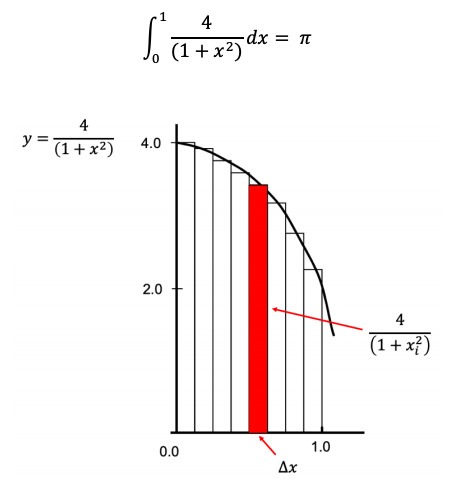 ∫₀¹ 4/(1 + x²) dx = π
y = 4/(1 + x²)
4.0
2.0
4/(1 + xᵢ²)
0.0
1.0
Δx